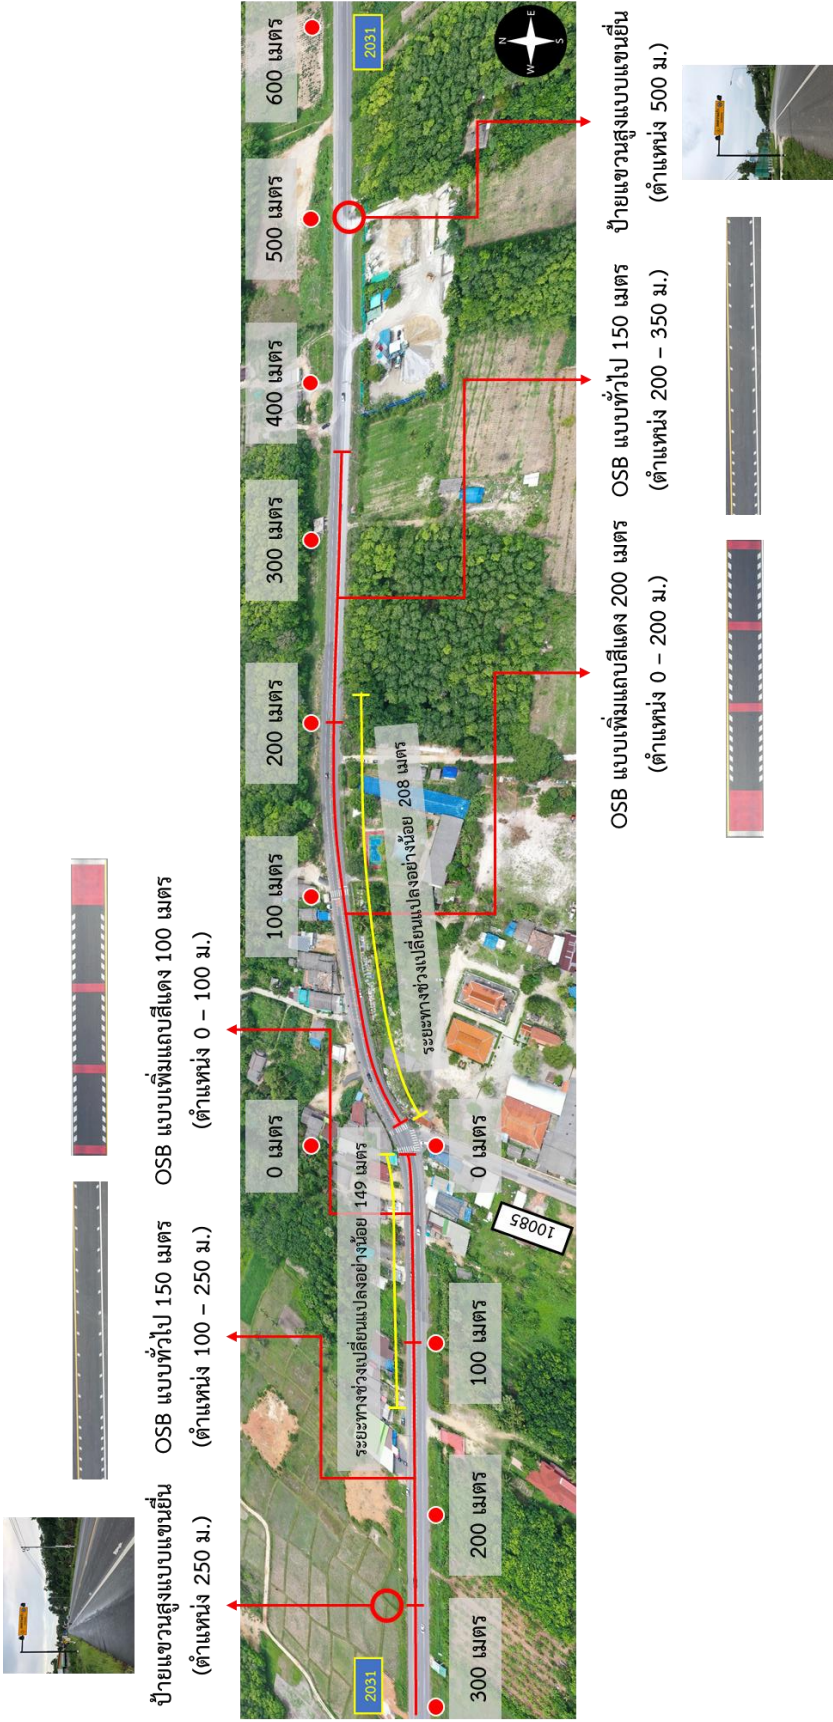 ป้ายแขวนสูงแบบแขนยื่น
(ตำแหน่ง 250 ม.)
OSB แบบทั่วไป 150 เมตร
(ตำแหน่ง 100 – 250 ม.)
OSB แบบเพิ่มแถบสีแดง 100 เมตร
(ตำแหน่ง 0 – 100 ม.)
0 เมตร
100 เมตร
200 เมตร
300 เมตร
400 เมตร
500 เมตร
600 เมตร
2031
2031
N
E
S
W
ระยะทางช่วงเปลี่ยนแปลงอย่างน้อย 149 เมตร
ระยะทางช่วงเปลี่ยนแปลงอย่างน้อย 208 เมตร
300 เมตร
200 เมตร
100 เมตร
0 เมตร
10085
OSB แบบเพิ่มแถบสีแดง 200 เมตร
(ตำแหน่ง 0 – 200 ม.)
OSB แบบทั่วไป 150 เมตร
(ตำแหน่ง 200 – 350 ม.)
ป้ายแขวนสูงแบบแขนยื่น
(ตำแหน่ง 500 ม.)